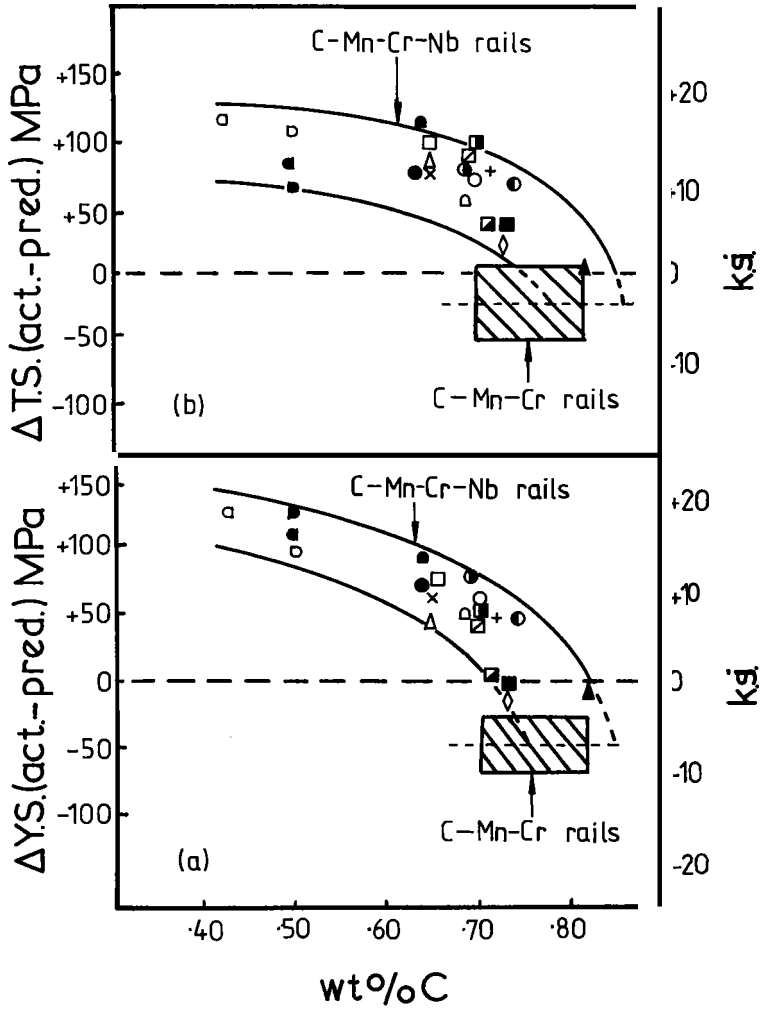 C-Mn-Cr-Nb rails
+150
+100
+50
0
-50
-100
ΔT.S.(act.-pred.) MPa
+20
+10
0
-10
k.s.i.
C-Mn-Cr rails
(b)
C-Mn-Cr-Nb rails
+150
+100
+50
0
-50
-100
ΔY.S.(act.-pred.) MPa
+20
+10
0
-10
-20
k.s.i.
C-Mn-Cr rails
(a)
·40 ·50 ·60 ·70 ·80
wt%C